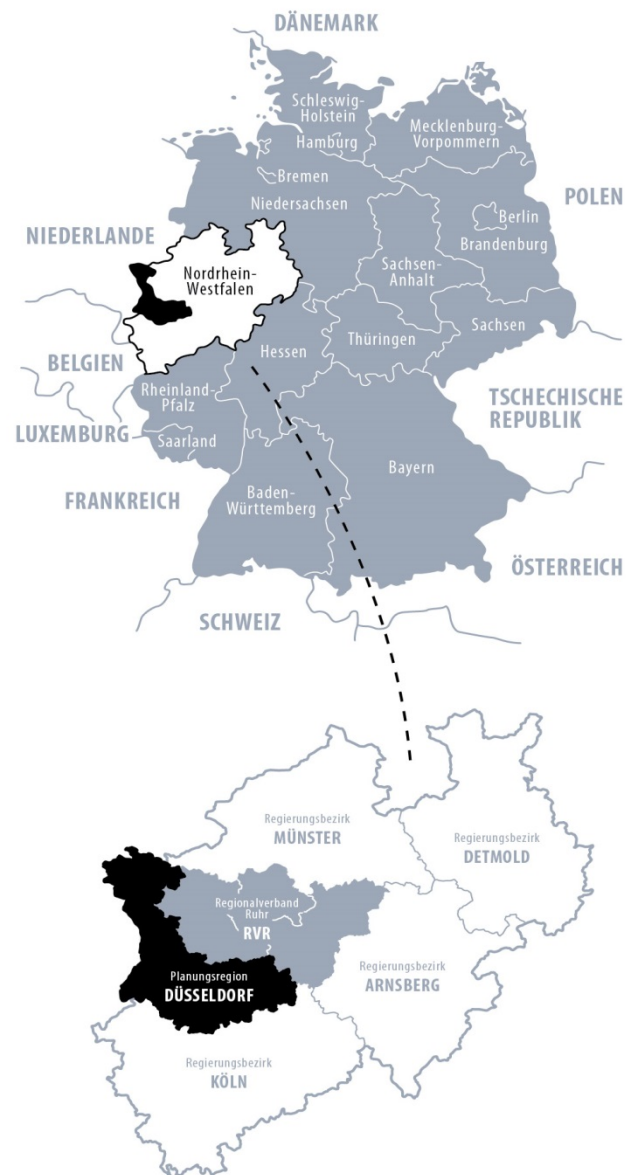 DÄNEMARK
Schleswig-
Holstein
Mecklenburg-
Vorpommern
Hamburg
Bremen
Niedersachsen
POLEN
Berlin
Brandenburg
NIEDERLANDE
Nordrhein-
Westfalen
Sachsen-
Anhalt
Sachsen
Thüringen
Hessen
BELGIEN
Rheinland-
Pfalz
TSCHECHISCHE
REPUBLIK
LUXEMBURG
Saarland
Bayern
FRANKREICH
Baden-
Württemberg
ÖSTERREICH
SCHWEIZ
Regierungsbezirk
MÜNSTER
Regierungsbezirk
DETMOLD
Regionalverband
Ruhr
RVR
Regierungsbezirk
ARNSBERG
Planungsregion
DÜSSELDORF
Regierungsbezirk
KÖLN